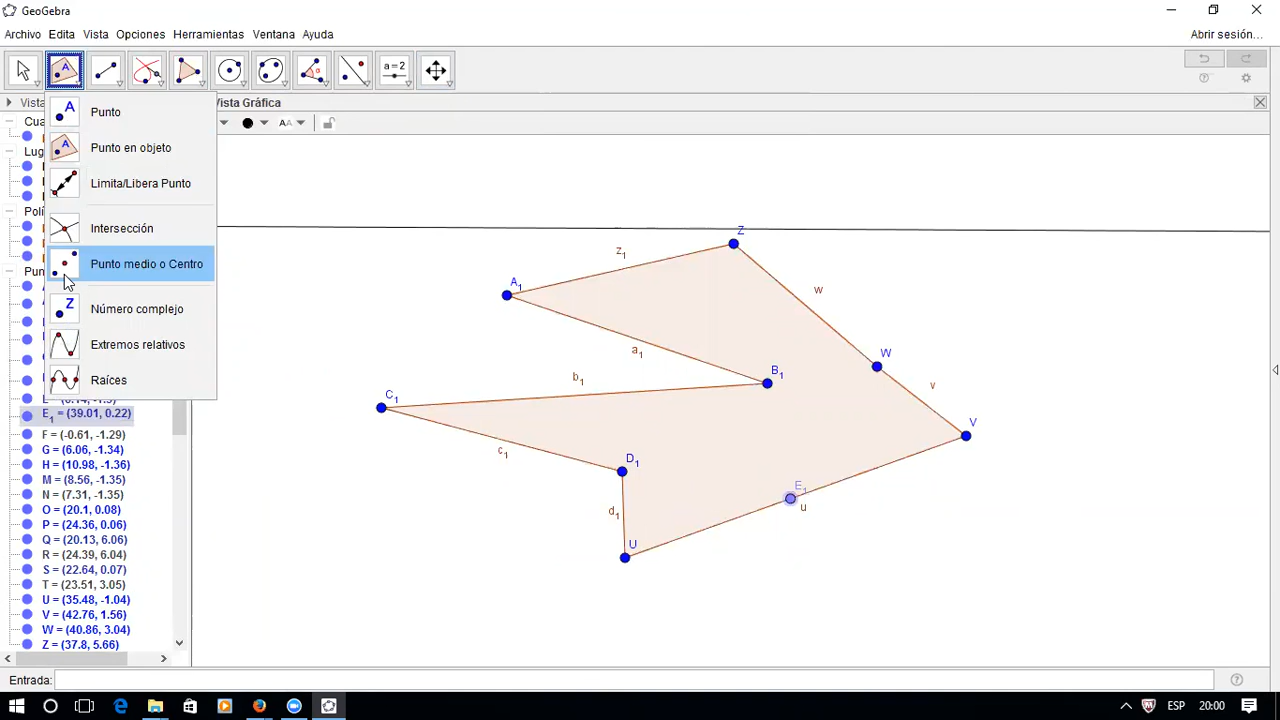 GeoGebra
Archivo Edita Vista Opciones Herramientas Ventana Ayuda
Abrir sesión...
a=2
Vista Gráfica
Cua
Lug
Polí
Pun
Punto
Punto en objeto
Limita/Libera Punto
Intersección
Punto medio o Centro
Número complejo
Extremos relativos
Raíces
E1 = (39.01, 0.22)
F = (-0.61, -1.29)
G = (6.06, -1.34)
H = (10.98, -1.36)
M = (8.56, -1.35)
N = (7.31, -1.35)
O = (20.1, 0.08)
P = (24.36, 0.06)
Q = (20.13, 6.06)
R = (24.39, 6.04)
S = (22.64, 0.07)
T = (23.51, 3.05)
U = (35.48, -1.04)
V = (42.76, 1.56)
W = (40.86, 3.04)
Z = (37.8, 5.66)
Z
z1
A1
w
a1
W
B1
b1
v
C1
V
c1
D1
E1
u
d1
U
Entrada:
ESP 20:00